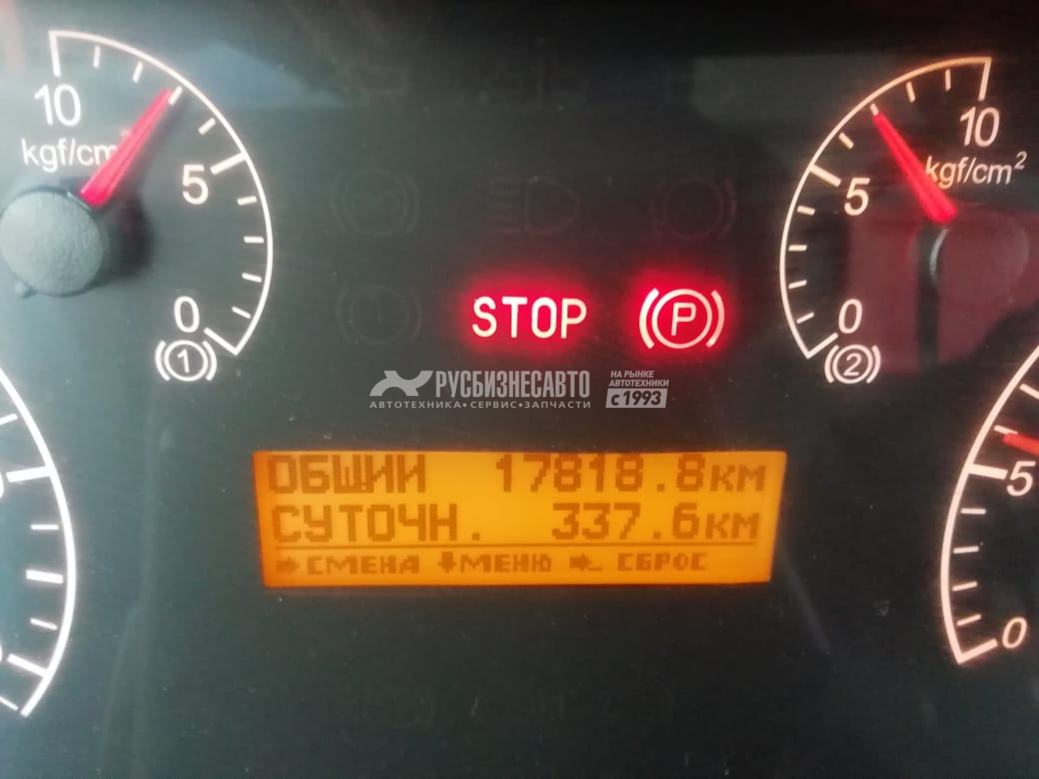 10
kgf/cm²
5
0
1
10
kgf/cm²
5
0
2
STOP
P
РУСБИЗНЕСАВТО
АВТОТЕХНИКА•СЕРВИС•ЗАПЧАСТИ
НА РЫНКЕ
АВТОТЕХНИКИ
с 1993
ОБЩИЙ 17818.8км
СУТОЧН. 337.6км
СМЕНА МЕНЮ СБРОС
5
0